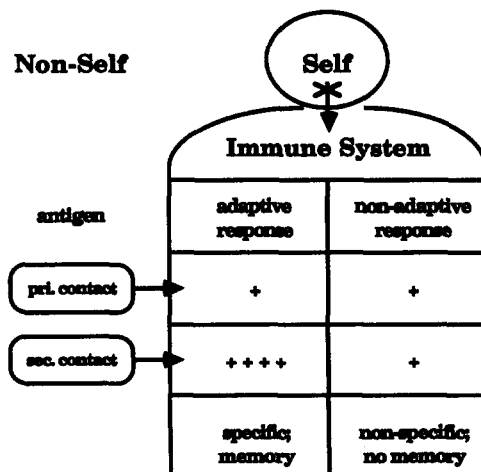 Non-Self
Self
Immune System
antigen
adaptive
response
non-adaptive
response
pri. contact
+
+
sec. contact
++++
+
specific;
memory
non-specific;
no memory